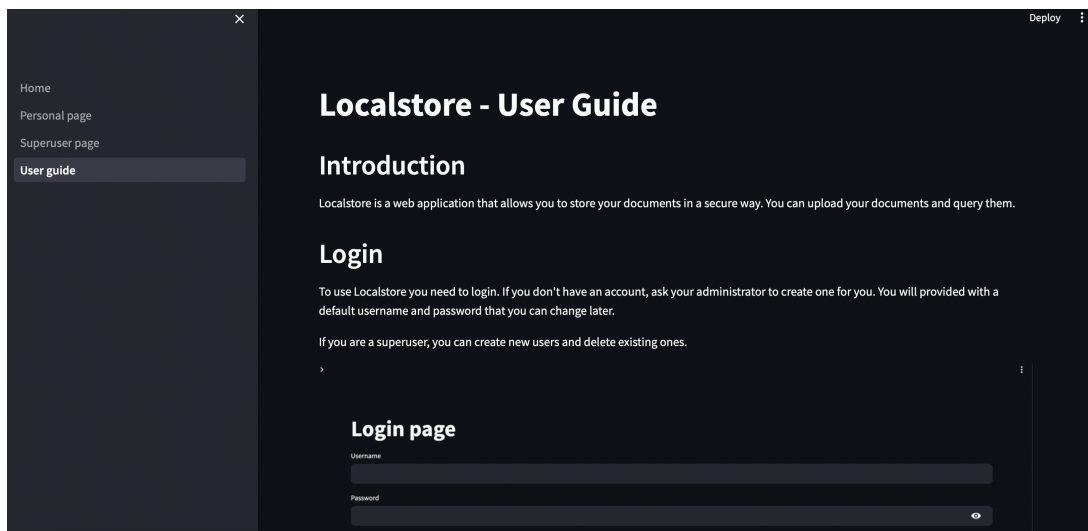 Deploy
Home
Personal page
Superuser page
User guide
Localstore - User Guide
Introduction
Localstore is a web application that allows you to store your documents in a secure way. You can upload your documents and query them.
Login
To use Localstore you need to login. If you don't have an account, ask your administrator to create one for you. You will provided with a
default username and password that you can change later.
If you are a superuser, you can create new users and delete existing ones.
Login page
Username
Password